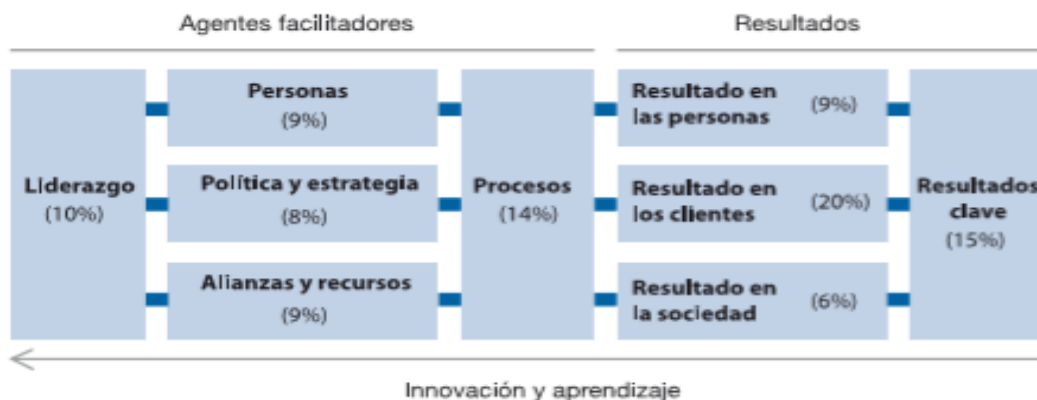 Agentes facilitadores
Resultados
Liderazgo
(10%)
Personas
(9%)
Política y estrategia
(8%)
Alianzas y recursos
(9%)
Procesos
(14%)
Resultado en
las personas
(9%)
Resultado en
los clientes
(20%)
Resultado en
la sociedad
(6%)
Resultados
clave
(15%)
Innovación y aprendizaje